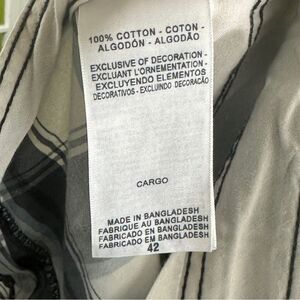 100% COTTON - COTON -
ALGODÓN - ALGODÃO
EXCLUSIVE OF DECORATION -
EXCLUANT L'ORNEMENTATION -
EXCLUYENDO ELEMENTOS
DECORATIVOS - EXCLUINDO DECORACÃO
CARGO
MADE IN BANGLADESH
FABRIQUE AU BANGLADESH
FABRICADO EN BANGLADESH
FABRICADO EM BANGLADESH
42